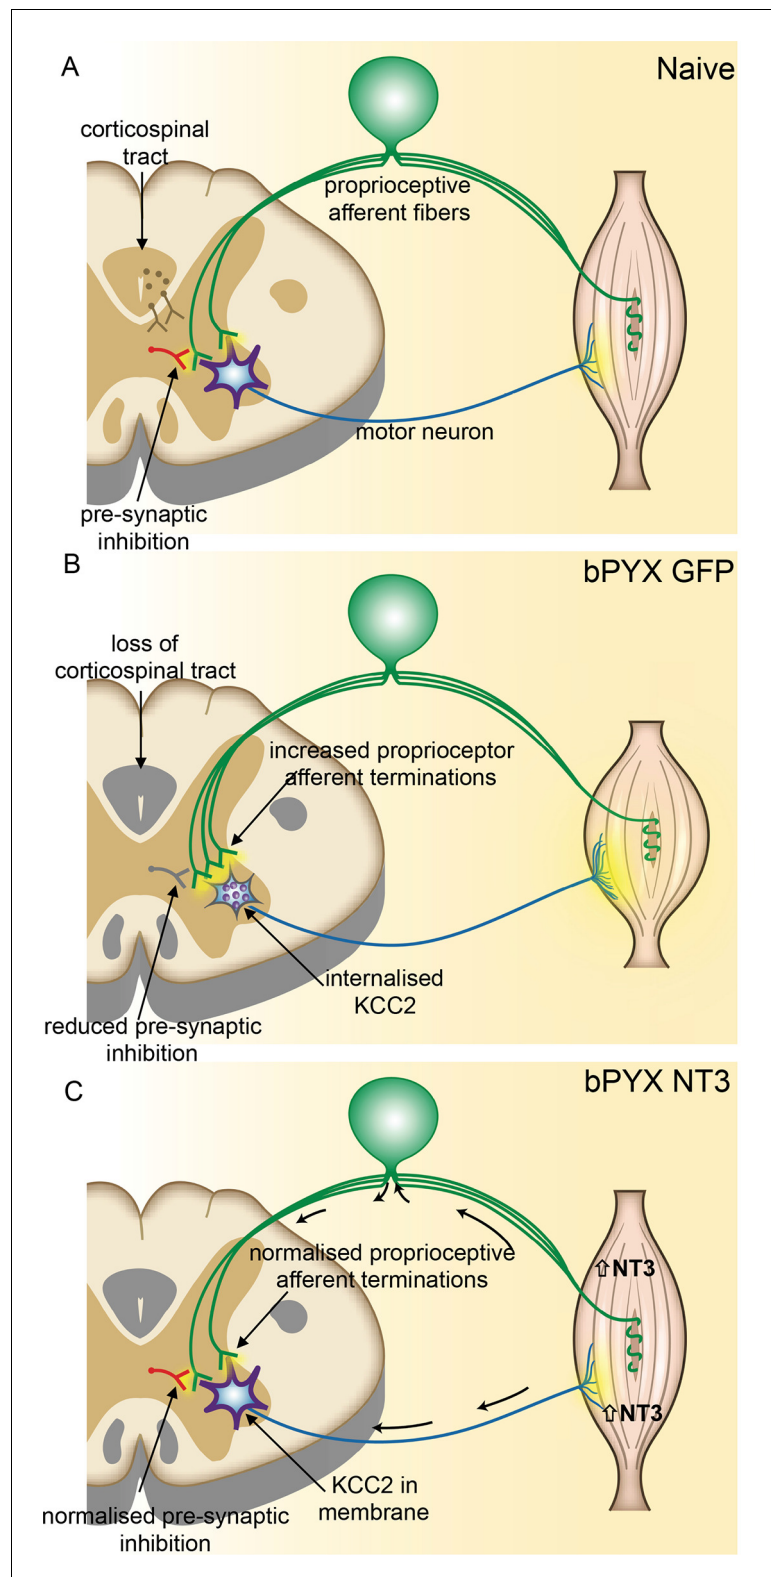 A
Naive
corticospinal
tract
proprioceptive
afferent fibers
motor neuron
pre-synaptic
inhibition
B
bPYX GFP
loss of
corticospinal tract
increased proprioceptor
afferent terminations
internalised
KCC2
reduced pre-synaptic
inhibition
C
bPYX NT3
normalised proprioceptive
afferent terminations
⇧NT3
⇧NT3
KCC2 in
membrane
normalised pre-synaptic
inhibition